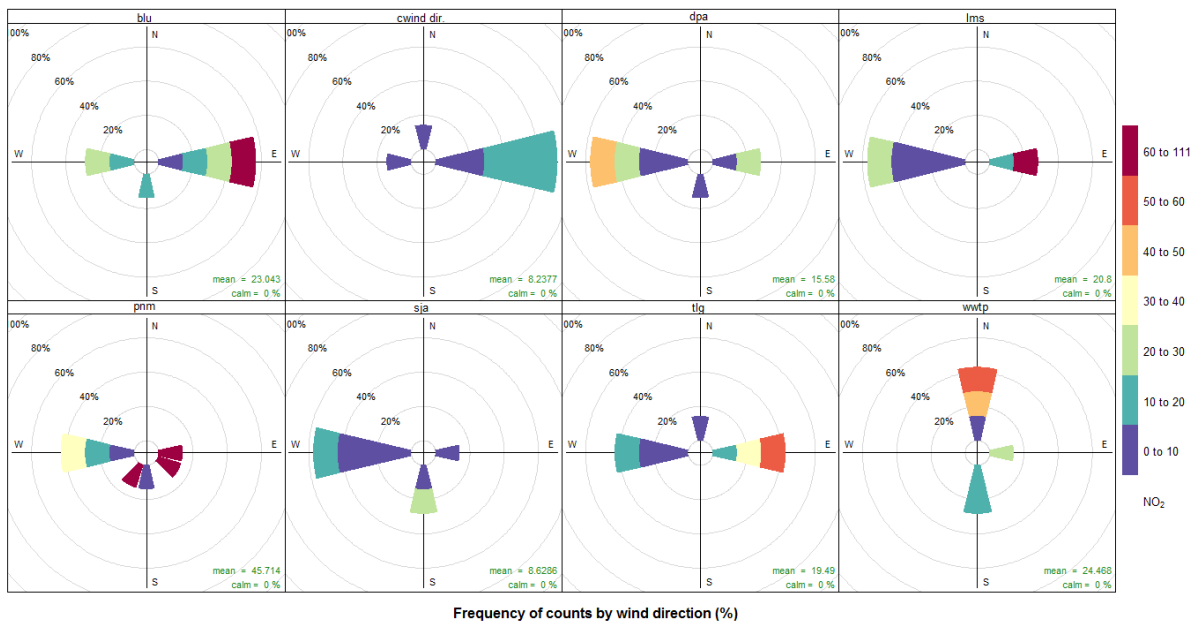 blu
cwind dir.
dpa
lms
00%
80%
60%
40%
20%
N
W
E
S
mean = 23.043
calm = 0 %
00%
80%
60%
40%
20%
N
W
E
S
mean = 8.2377
calm = 0 %
00%
80%
60%
40%
20%
N
W
E
S
mean = 15.58
calm = 0 %
00%
80%
60%
40%
20%
N
W
E
S
mean = 20.8
calm = 0 %
pnm
sja
tlg
wwtp
00%
80%
60%
40%
20%
N
W
E
S
mean = 45.714
calm = 0 %
00%
80%
60%
40%
20%
N
W
E
S
mean = 8.6286
calm = 0 %
00%
80%
60%
40%
20%
N
W
E
S
mean = 19.49
calm = 0 %
00%
80%
60%
40%
20%
N
W
E
S
mean = 24.468
calm = 0 %
60 to 111
50 to 60
40 to 50
30 to 40
20 to 30
10 to 20
0 to 10
NO₂
Frequency of counts by wind direction (%)